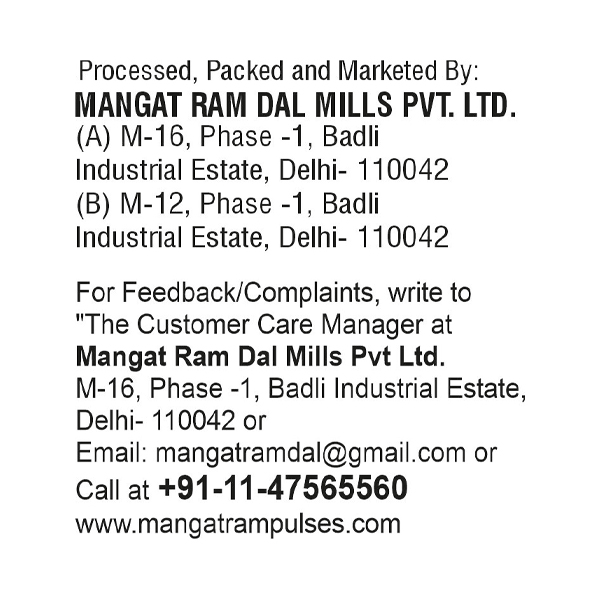 Processed, Packed and Marketed By:
MANGAT RAM DAL MILLS PVT. LTD.
(A) M-16, Phase -1, Badli
Industrial Estate, Delhi- 110042
(B) M-12, Phase -1, Badli
Industrial Estate, Delhi- 110042
For Feedback/Complaints, write to
"The Customer Care Manager at
Mangat Ram Dal Mills Pvt Ltd.
M-16, Phase -1, Badli Industrial Estate,
Delhi- 110042 or
Email: mangatramdal@gmail.com or
Call at +91-11-47565560
www.mangatrampulses.com